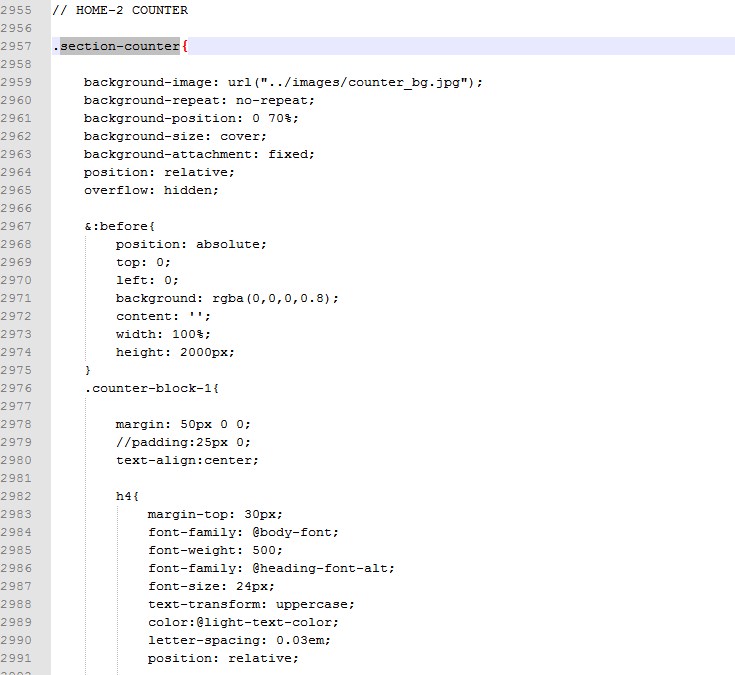 2955 // HOME-2 COUNTER
2956
2957 .section-counter{
2958
2959 background-image: url("../images/counter_bg.jpg");
2960 background-repeat: no-repeat;
2961 background-position: 0 70%;
2962 background-size: cover;
2963 background-attachment: fixed;
2964 position: relative;
2965 overflow: hidden;
2966
2967 &:before{
2968 position: absolute;
2969 top: 0;
2970 left: 0;
2971 background: rgba(0,0,0,0.8);
2972 content: '';
2973 width: 100%;
2974 height: 2000px;
2975 }
2976 .counter-block-1{
2977
2978 margin: 50px 0 0;
2979 //padding:25px 0;
2980 text-align:center;
2981
2982 h4{
2983 margin-top: 30px;
2984 font-family: @body-font;
2985 font-weight: 500;
2986 font-family: @heading-font-alt;
2987 font-size: 24px;
2988 text-transform: uppercase;
2989 color:@light-text-color;
2990 letter-spacing: 0.03em;
2991 position: relative;